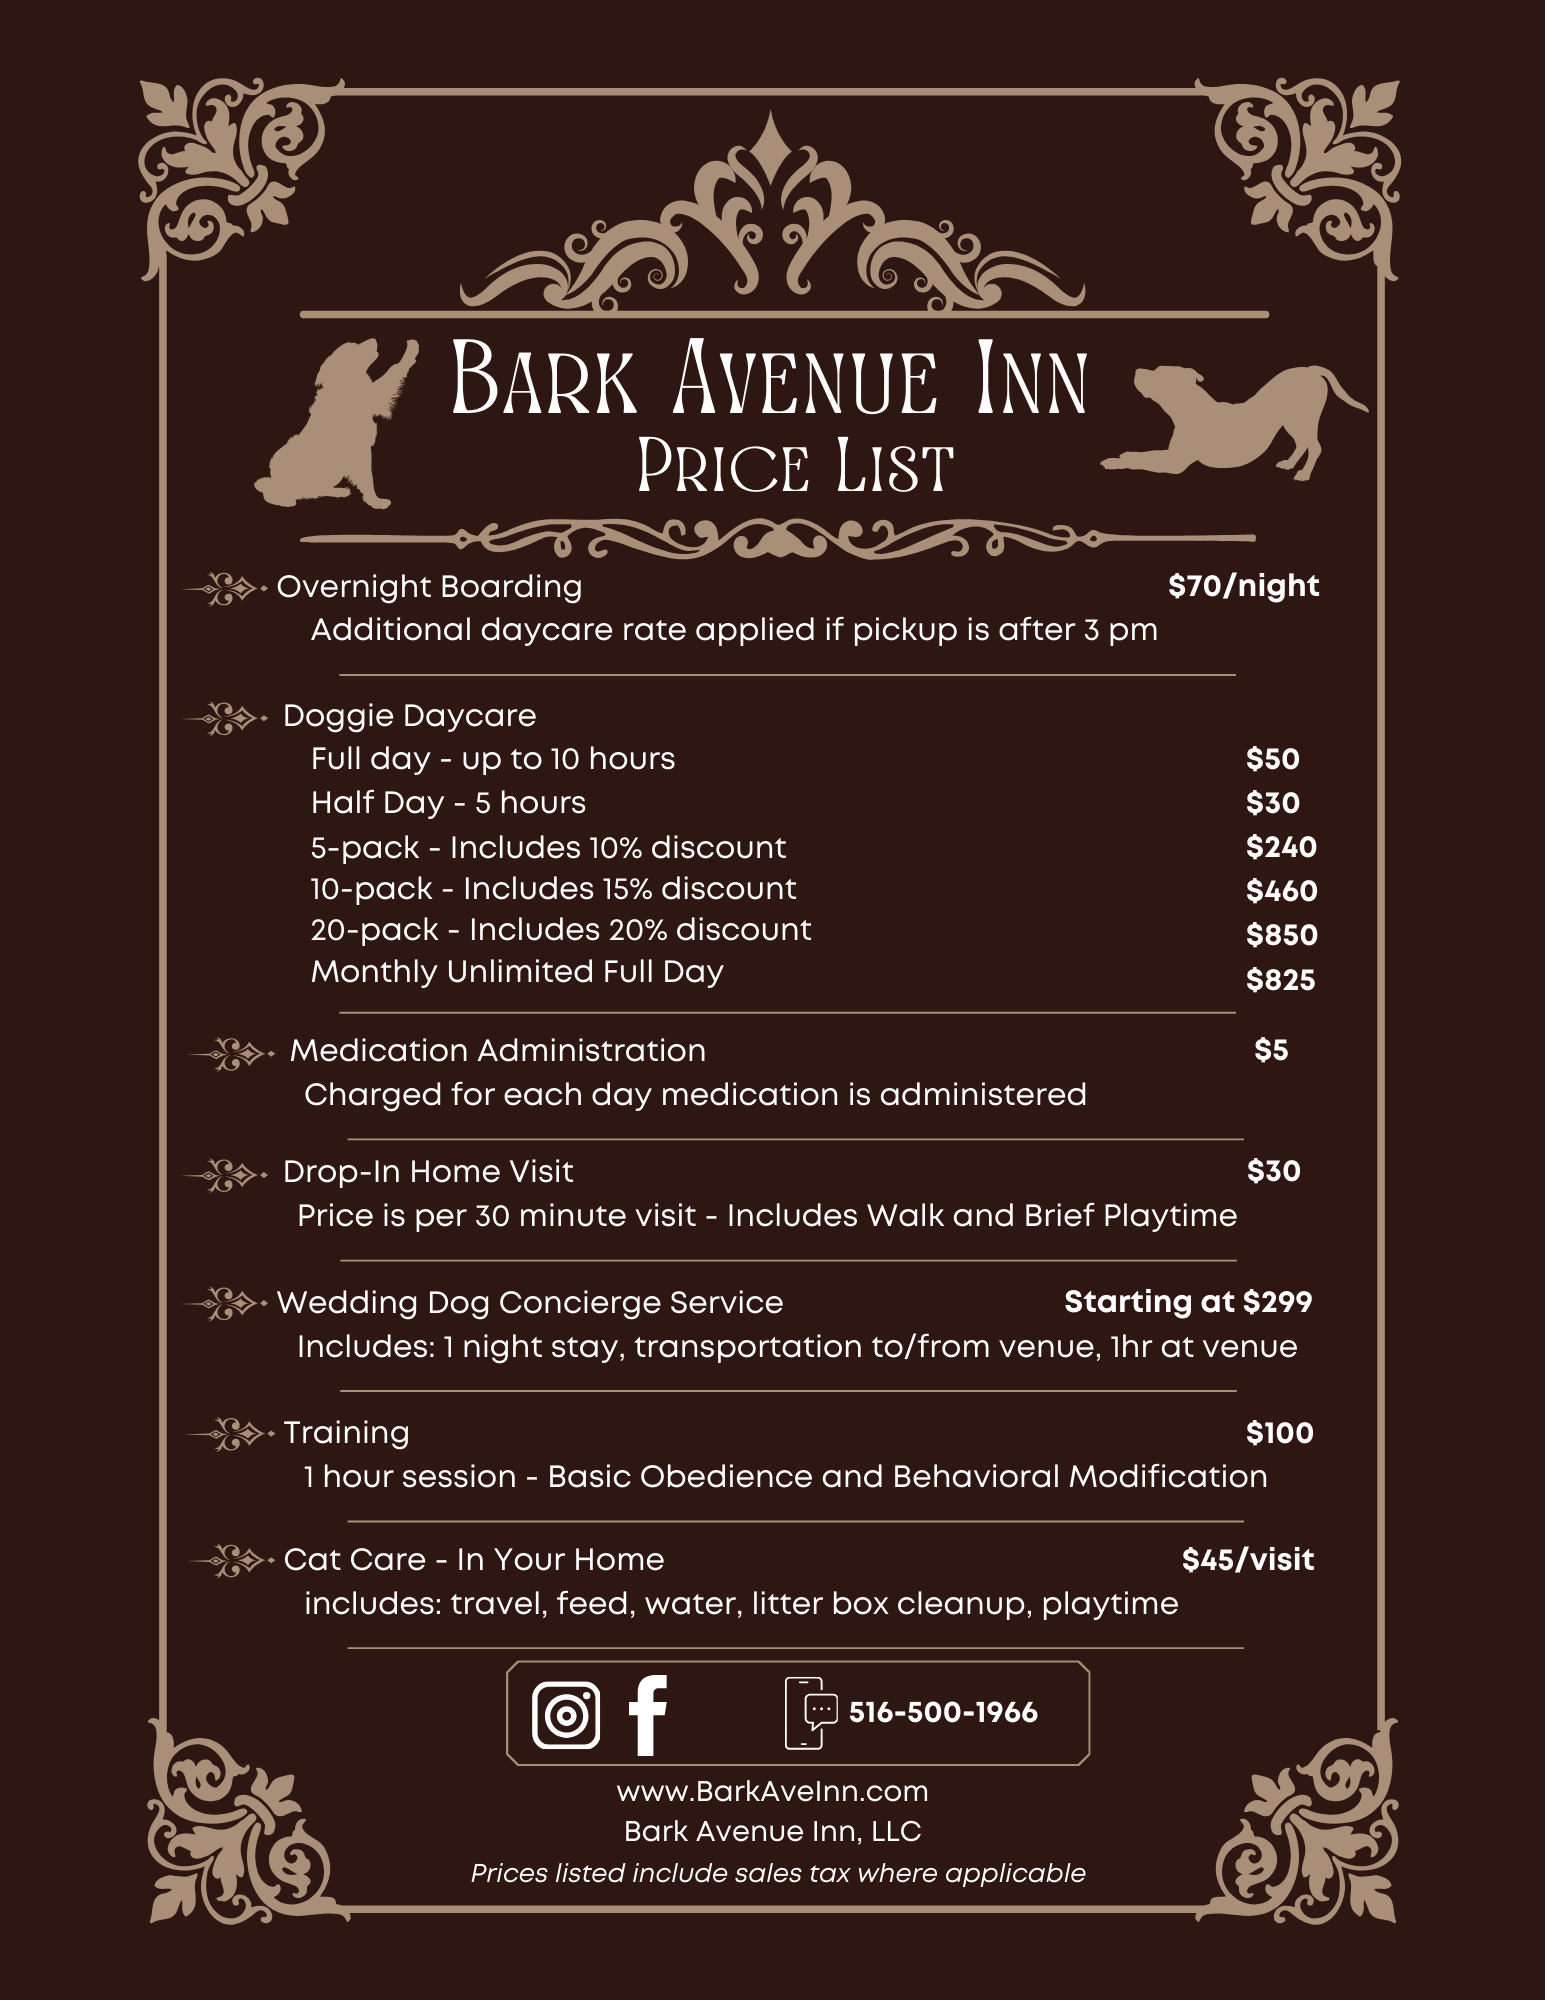 Bark Avenue Inn
Price List
Overnight Boarding $70/night
Additional daycare rate applied if pickup is after 3 pm
Doggie Daycare
Full day - up to 10 hours $50
Half Day - 5 hours $30
5-pack - Includes 10% discount $240
10-pack - Includes 15% discount $460
20-pack - Includes 20% discount $850
Monthly Unlimited Full Day $825
Medication Administration $5
Charged for each day medication is administered
Drop-In Home Visit $30
Price is per 30 minute visit - Includes Walk and Brief Playtime
Wedding Dog Concierge Service Starting at $299
Includes: 1 night stay, transportation to/from venue, 1hr at venue
Training $100
1 hour session - Basic Obedience and Behavioral Modification
Cat Care - In Your Home $45/visit
includes: travel, feed, water, litter box cleanup, playtime
516-500-1966
www.BarkAveInn.com
Bark Avenue Inn, LLC
Prices listed include sales tax where applicable